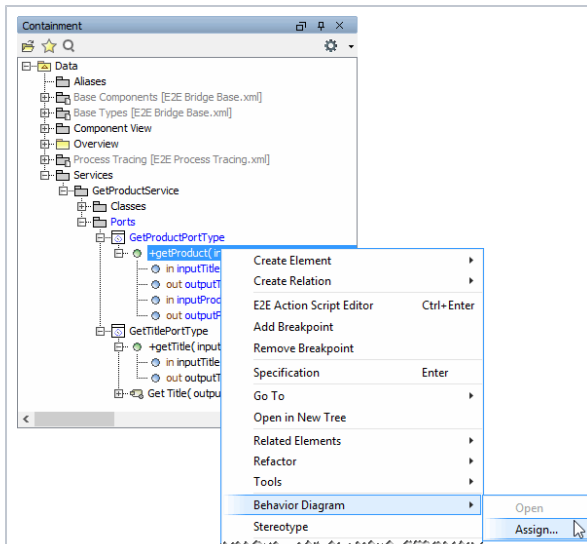 Containment
Data
Aliases
Base Components [E2E Bridge Base.xml]
Base Types [E2E Bridge Base.xml]
Component View
Overview
Process Tracing [E2E Process Tracing.xml]
Services
GetProductService
Classes
Ports
GetProductPortType
+getProduct( in
in inputTitle
out outputT
in inputProd
out outputP
GetTitlePortType
+getTitle( input
in inputTitle
out outputT
Get Title( outpu
Create Element
Create Relation
E2E Action Script Editor Ctrl+Enter
Add Breakpoint
Remove Breakpoint
Specification Enter
Go To
Open in New Tree
Related Elements
Refactor
Tools
Behavior Diagram
Stereotype
Open
Assign...